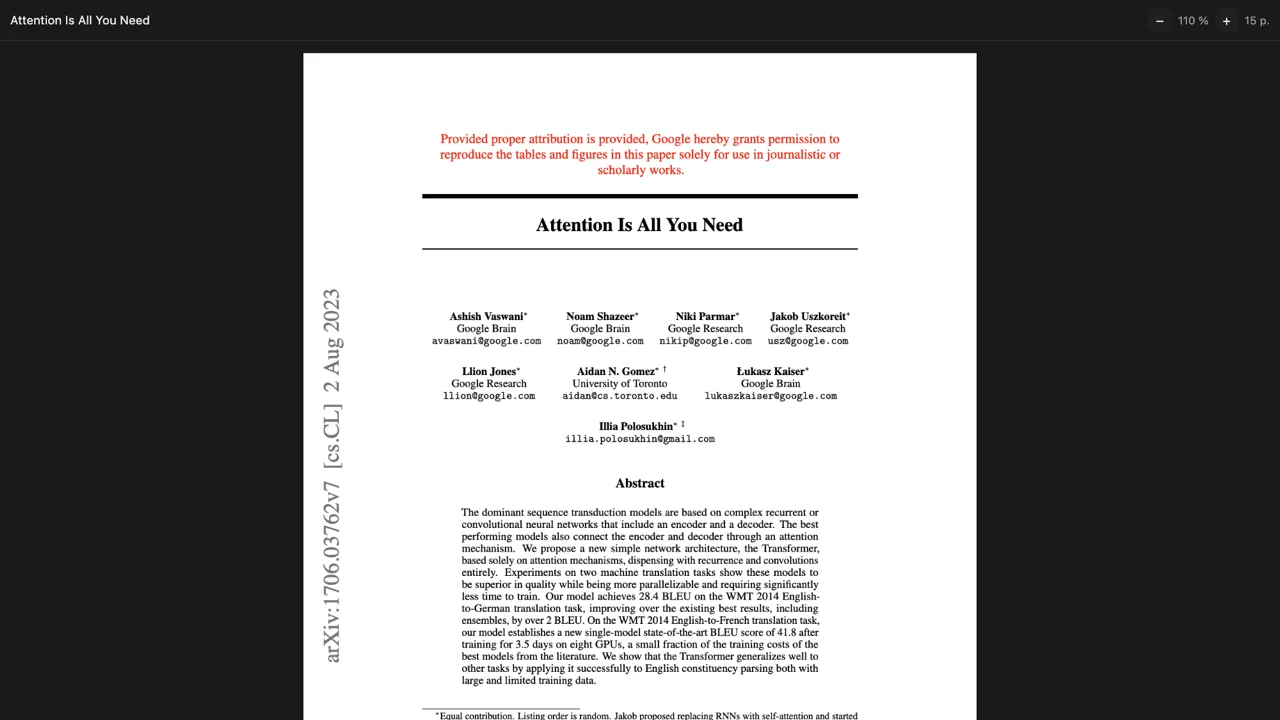 Attention Is All You Need
− 110 % + 15 p.
Provided proper attribution is provided, Google hereby grants permission to
reproduce the tables and figures in this paper solely for use in journalistic or
scholarly works.
Attention Is All You Need
arXiv:1706.03762v7 [cs.CL] 2 Aug 2023
Ashish Vaswani* Noam Shazeer* Niki Parmar* Jakob Uszkoreit*
Google Brain Google Brain Google Research Google Research
avaswani@google.com noam@google.com nikip@google.com usz@google.com
Llion Jones* Aidan N. Gomez* † Łukasz Kaiser*
Google Research University of Toronto Google Brain
llion@google.com aidan@cs.toronto.edu lukaszkaiser@google.com
Illia Polosukhin* ‡
illia.polosukhin@gmail.com
Abstract
The dominant sequence transduction models are based on complex recurrent or
convolutional neural networks that include an encoder and a decoder. The best
performing models also connect the encoder and decoder through an attention
mechanism. We propose a new simple network architecture, the Transformer,
based solely on attention mechanisms, dispensing with recurrence and convolutions
entirely. Experiments on two machine translation tasks show these models to
be superior in quality while being more parallelizable and requiring significantly
less time to train. Our model achieves 28.4 BLEU on the WMT 2014 English-
to-German translation task, improving over the existing best results, including
ensembles, by over 2 BLEU. On the WMT 2014 English-to-French translation task,
our model establishes a new single-model state-of-the-art BLEU score of 41.8 after
training for 3.5 days on eight GPUs, a small fraction of the training costs of the
best models from the literature. We show that the Transformer generalizes well to
other tasks by applying it successfully to English constituency parsing both with
large and limited training data.
*Equal contribution. Listing order is random. Jakob proposed replacing RNNs with self-attention and started